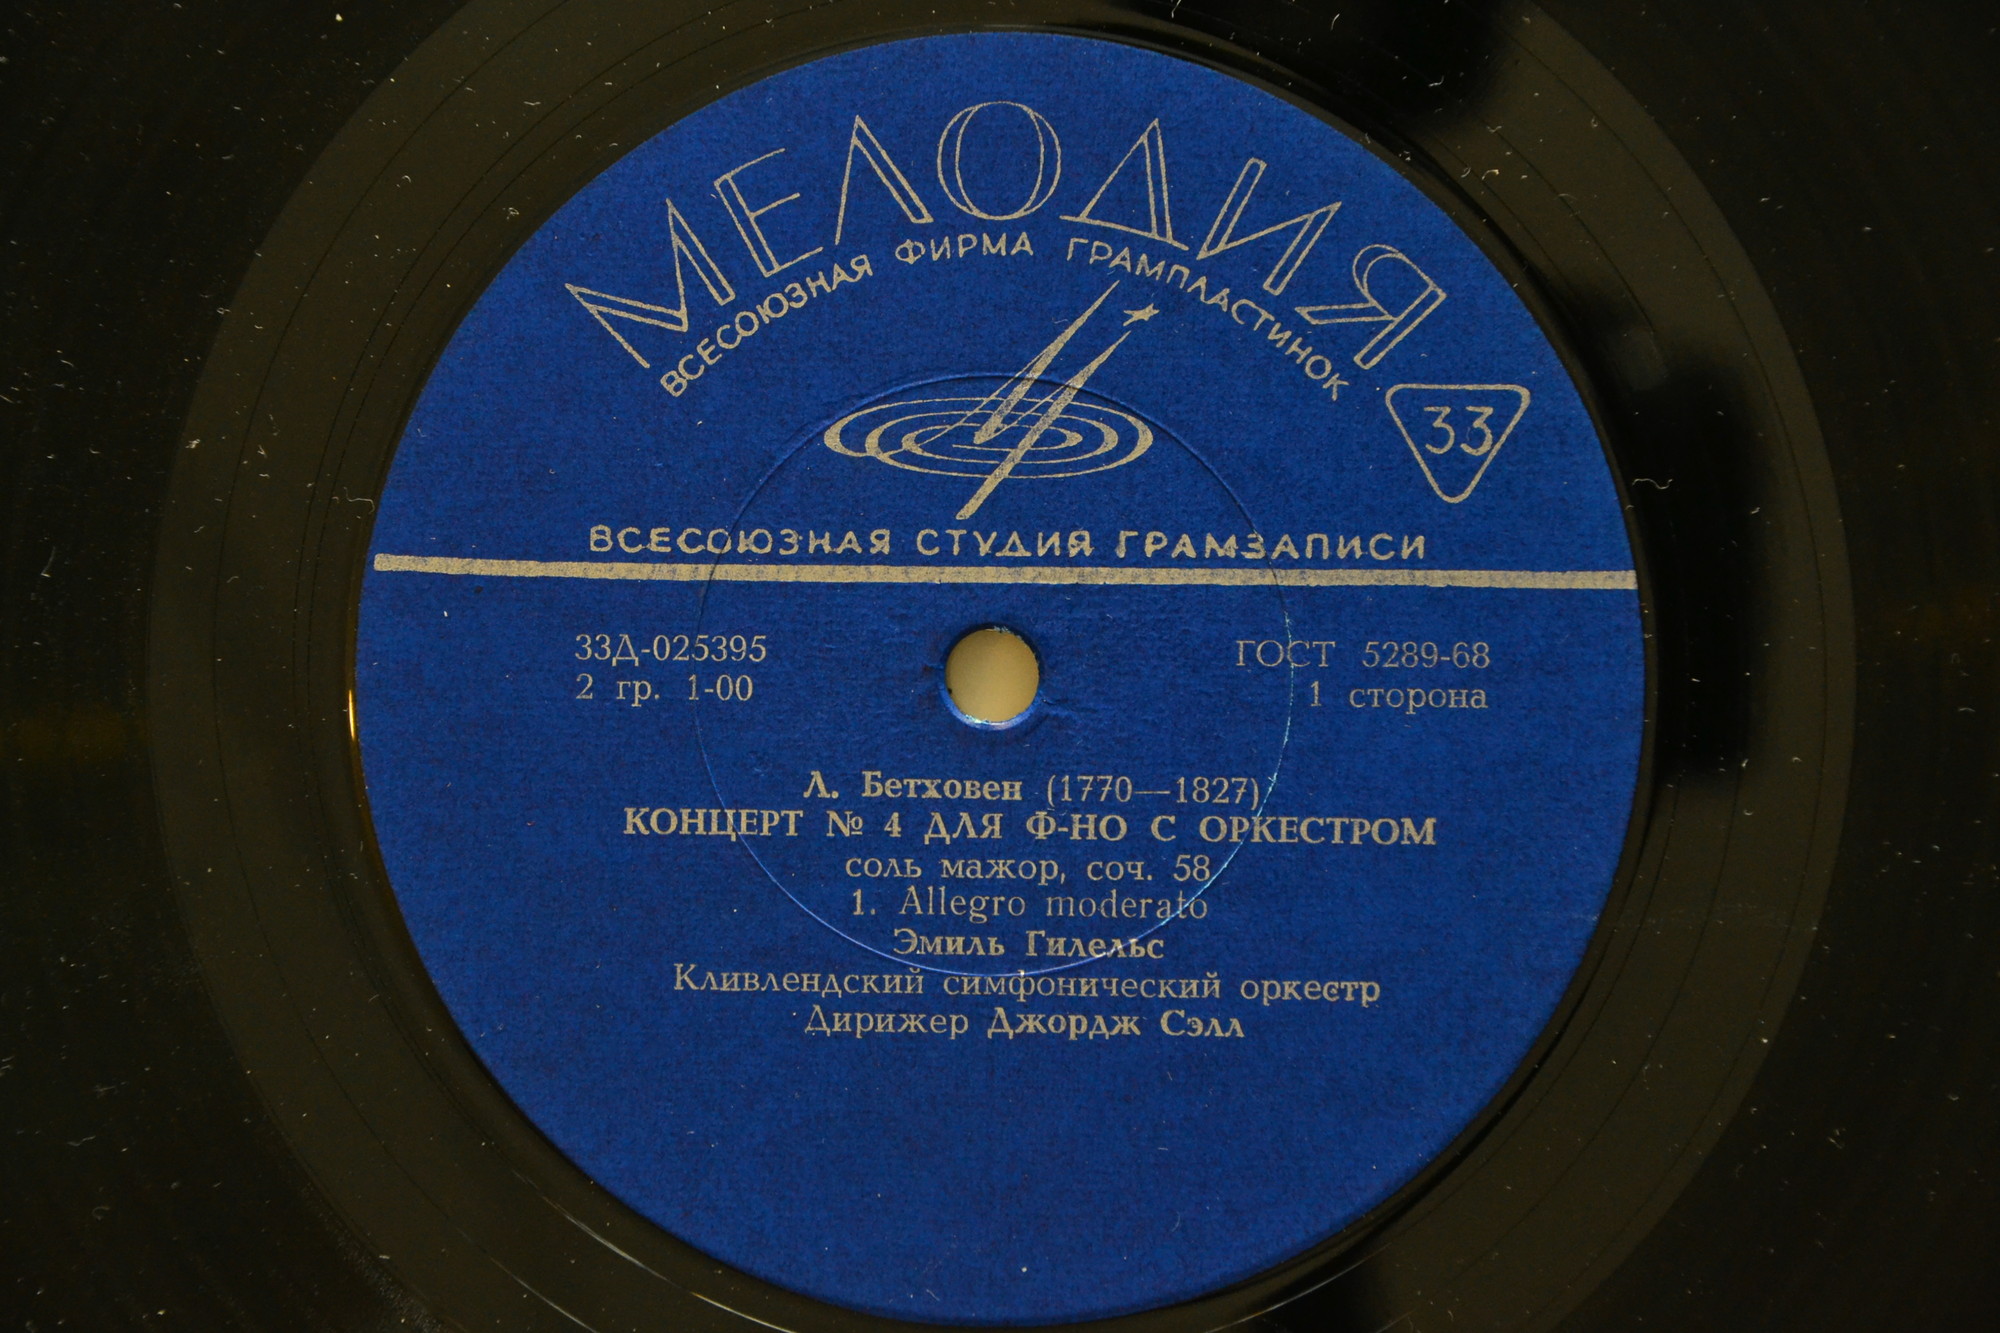 МЕЛОДИЯ
ВСЕСОЮЗНАЯ ФИРМА ГРАМПЛАСТИНОК
33
ВСЕСОЮЗНАЯ СТУДИЯ ГРАМЗАПИСИ
33Д-025395
2 гр. 1-00
ГОСТ 5289-68
1 сторона
Л. Бетховен (1770—1827)
КОНЦЕРТ № 4 ДЛЯ Ф-НО С ОРКЕСТРОМ
соль мажор, соч. 58
1. Allegro moderato
Эмиль Гилельс
Кливлендский симфонический оркестр
Дирижер Джордж Сэлл